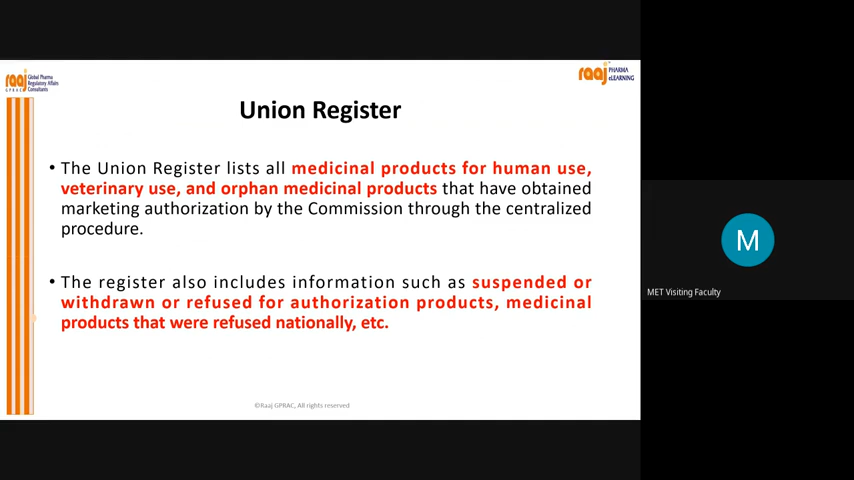 raaj Global Pharma
Regulatory Affairs
GPRAC Consultants
raaj PHARMA
eLEARNING
Union Register
• The Union Register lists all medicinal products for human use,
veterinary use, and orphan medicinal products that have obtained
marketing authorization by the Commission through the centralized
procedure.
• The register also includes information such as suspended or
withdrawn or refused for authorization products, medicinal
products that were refused nationally, etc.
©Raaj GPRAC, All rights reserved
M
MET Visiting Faculty